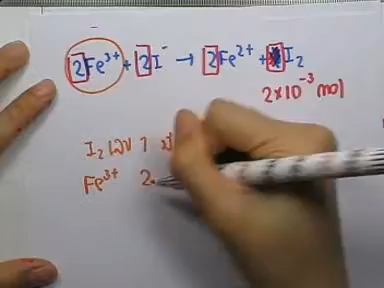 2Fe³⁺ + 2I⁻ → 2Fe²⁺ + I₂
2×10⁻³ mol
I₂
Fe³⁺ 2